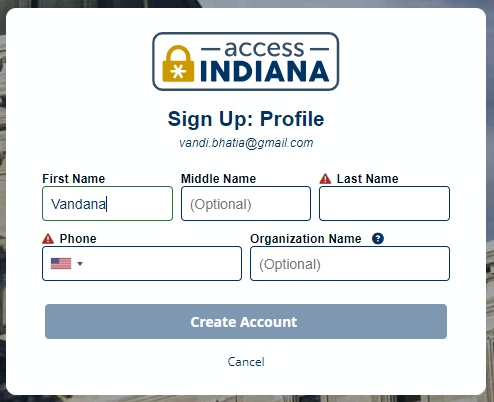 access
INDIANA
Sign Up: Profile
vandi.bhatia@gmail.com
First Name
Middle Name
Last Name
Vandana
(Optional)
Phone
Organization Name ?
(Optional)
Create Account
Cancel